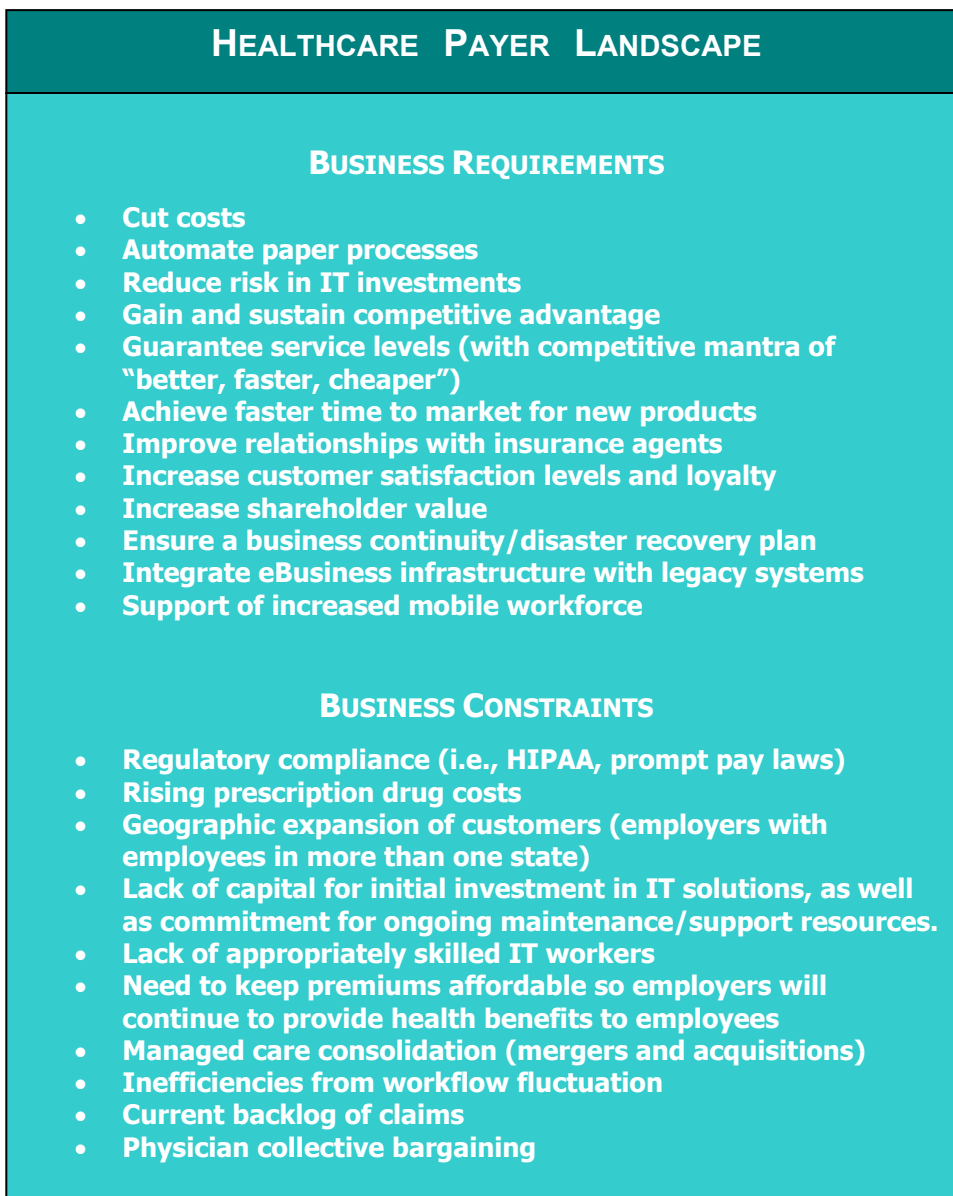 HEALTHCARE PAYER LANDSCAPE
BUSINESS REQUIREMENTS
• Cut costs
• Automate paper processes
• Reduce risk in IT investments
• Gain and sustain competitive advantage
• Guarantee service levels (with competitive mantra of
“better, faster, cheaper”)
• Achieve faster time to market for new products
• Improve relationships with insurance agents
• Increase customer satisfaction levels and loyalty
• Increase shareholder value
• Ensure a business continuity/disaster recovery plan
• Integrate eBusiness infrastructure with legacy systems
• Support of increased mobile workforce
BUSINESS CONSTRAINTS
• Regulatory compliance (i.e., HIPAA, prompt pay laws)
• Rising prescription drug costs
• Geographic expansion of customers (employers with
employees in more than one state)
• Lack of capital for initial investment in IT solutions, as well
as commitment for ongoing maintenance/support resources.
• Lack of appropriately skilled IT workers
• Need to keep premiums affordable so employers will
continue to provide health benefits to employees
• Managed care consolidation (mergers and acquisitions)
• Inefficiencies from workflow fluctuation
• Current backlog of claims
• Physician collective bargaining